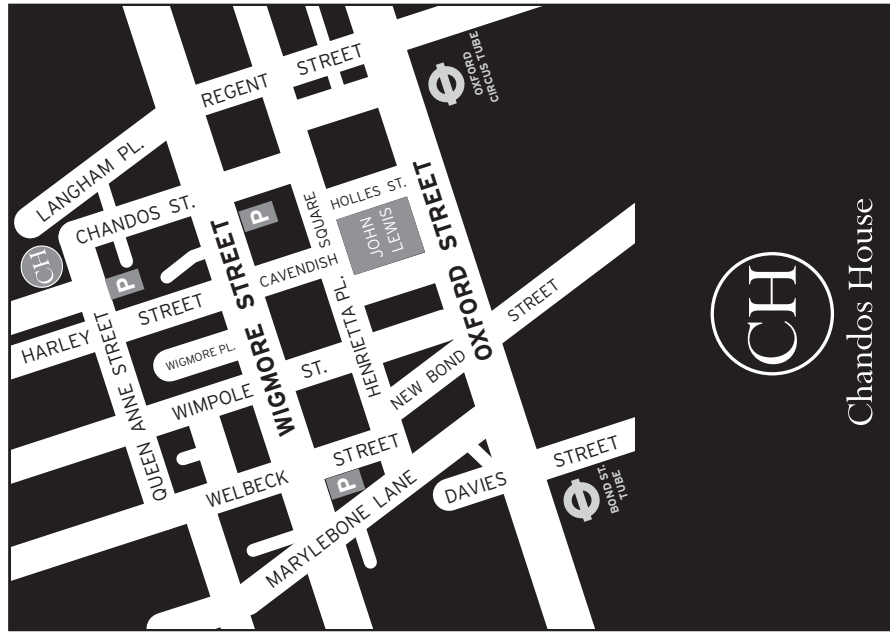 REGENT STREET
LANGHAM PL.
CHANDOS ST.
CH
P
P
HARLEY STREET
CAVENDISH SQUARE
HOLLES ST.
JOHN
LEWIS
OXFORD
CIRCUS TUBE
WIGMORE STREET
OXFORD STREET
WIGMORE PL.
QUEEN ANNE STREET
WIMPOLE ST.
HENRIETTA PL.
NEW BOND STREET
WELBECK STREET
P
MARYLEBONE LANE
DAVIES STREET
BOND ST.
TUBE
CH
Chandos House